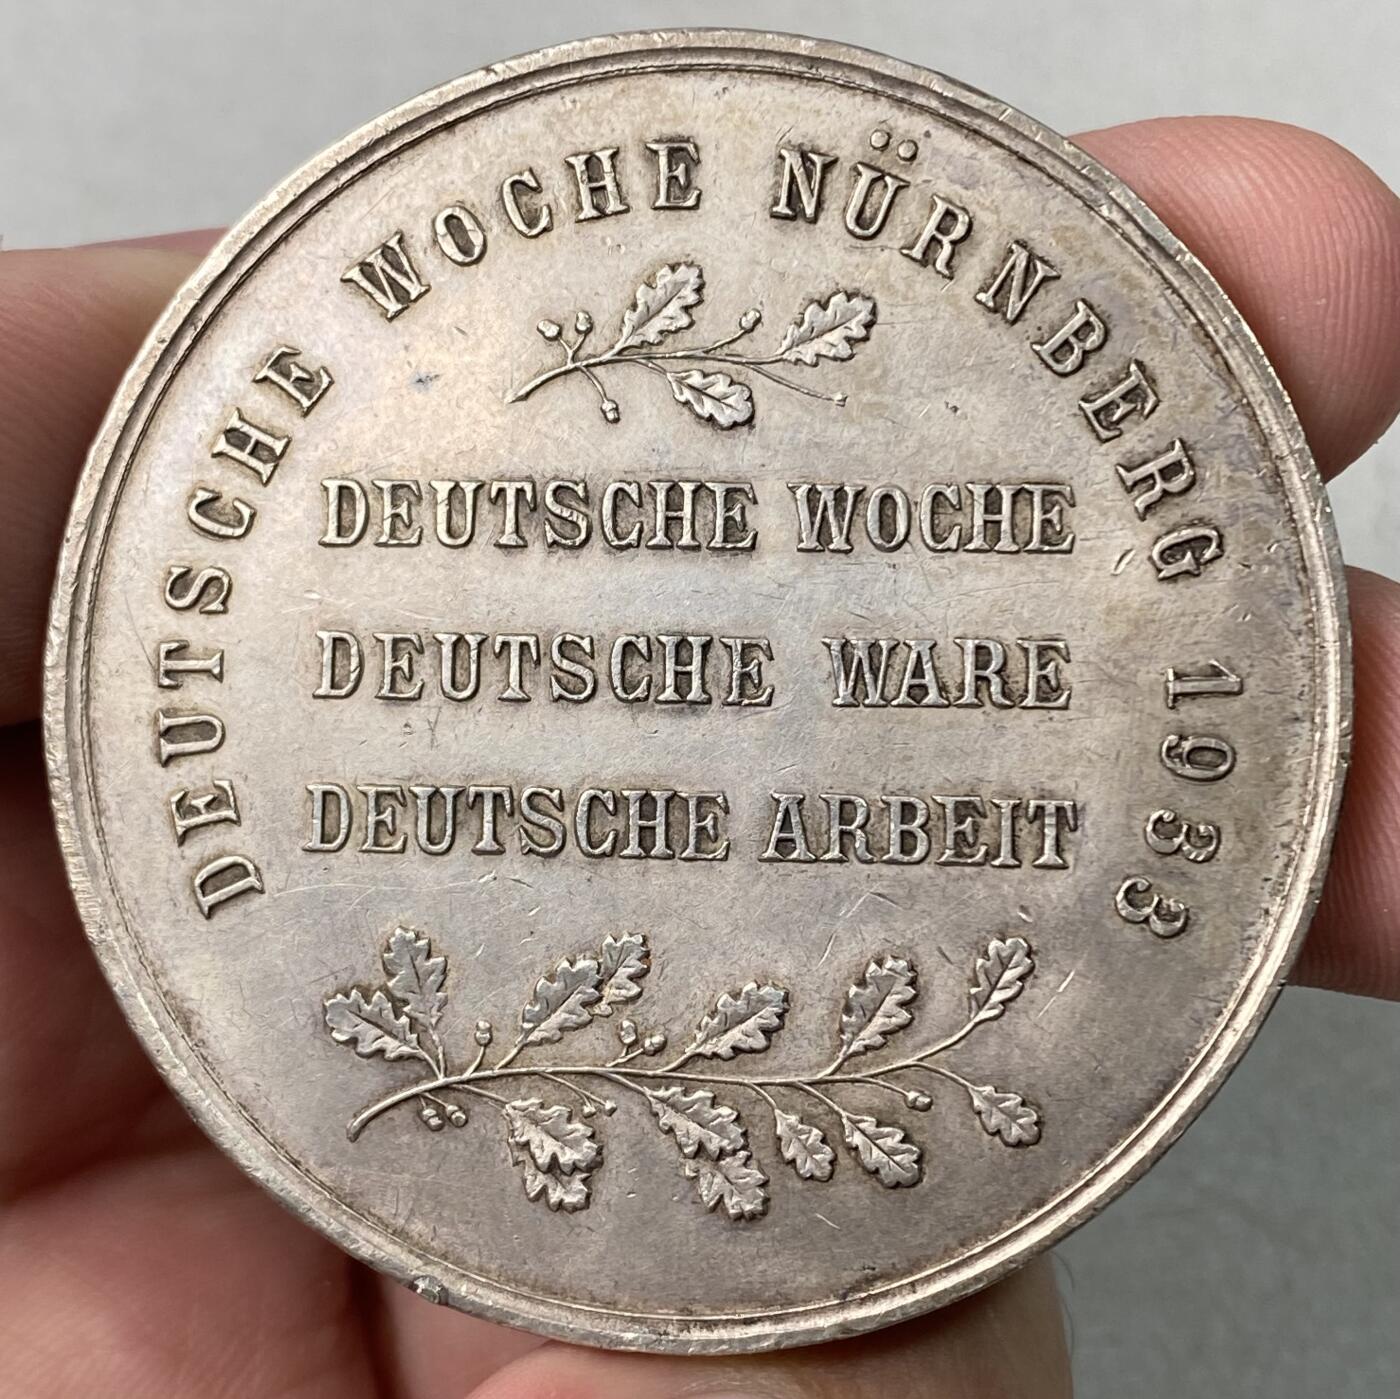 DEUTSCHE WOCHE NÜRNBERG 1933
DEUTSCHE WOCHE
DEUTSCHE WARE
DEUTSCHE ARBEIT